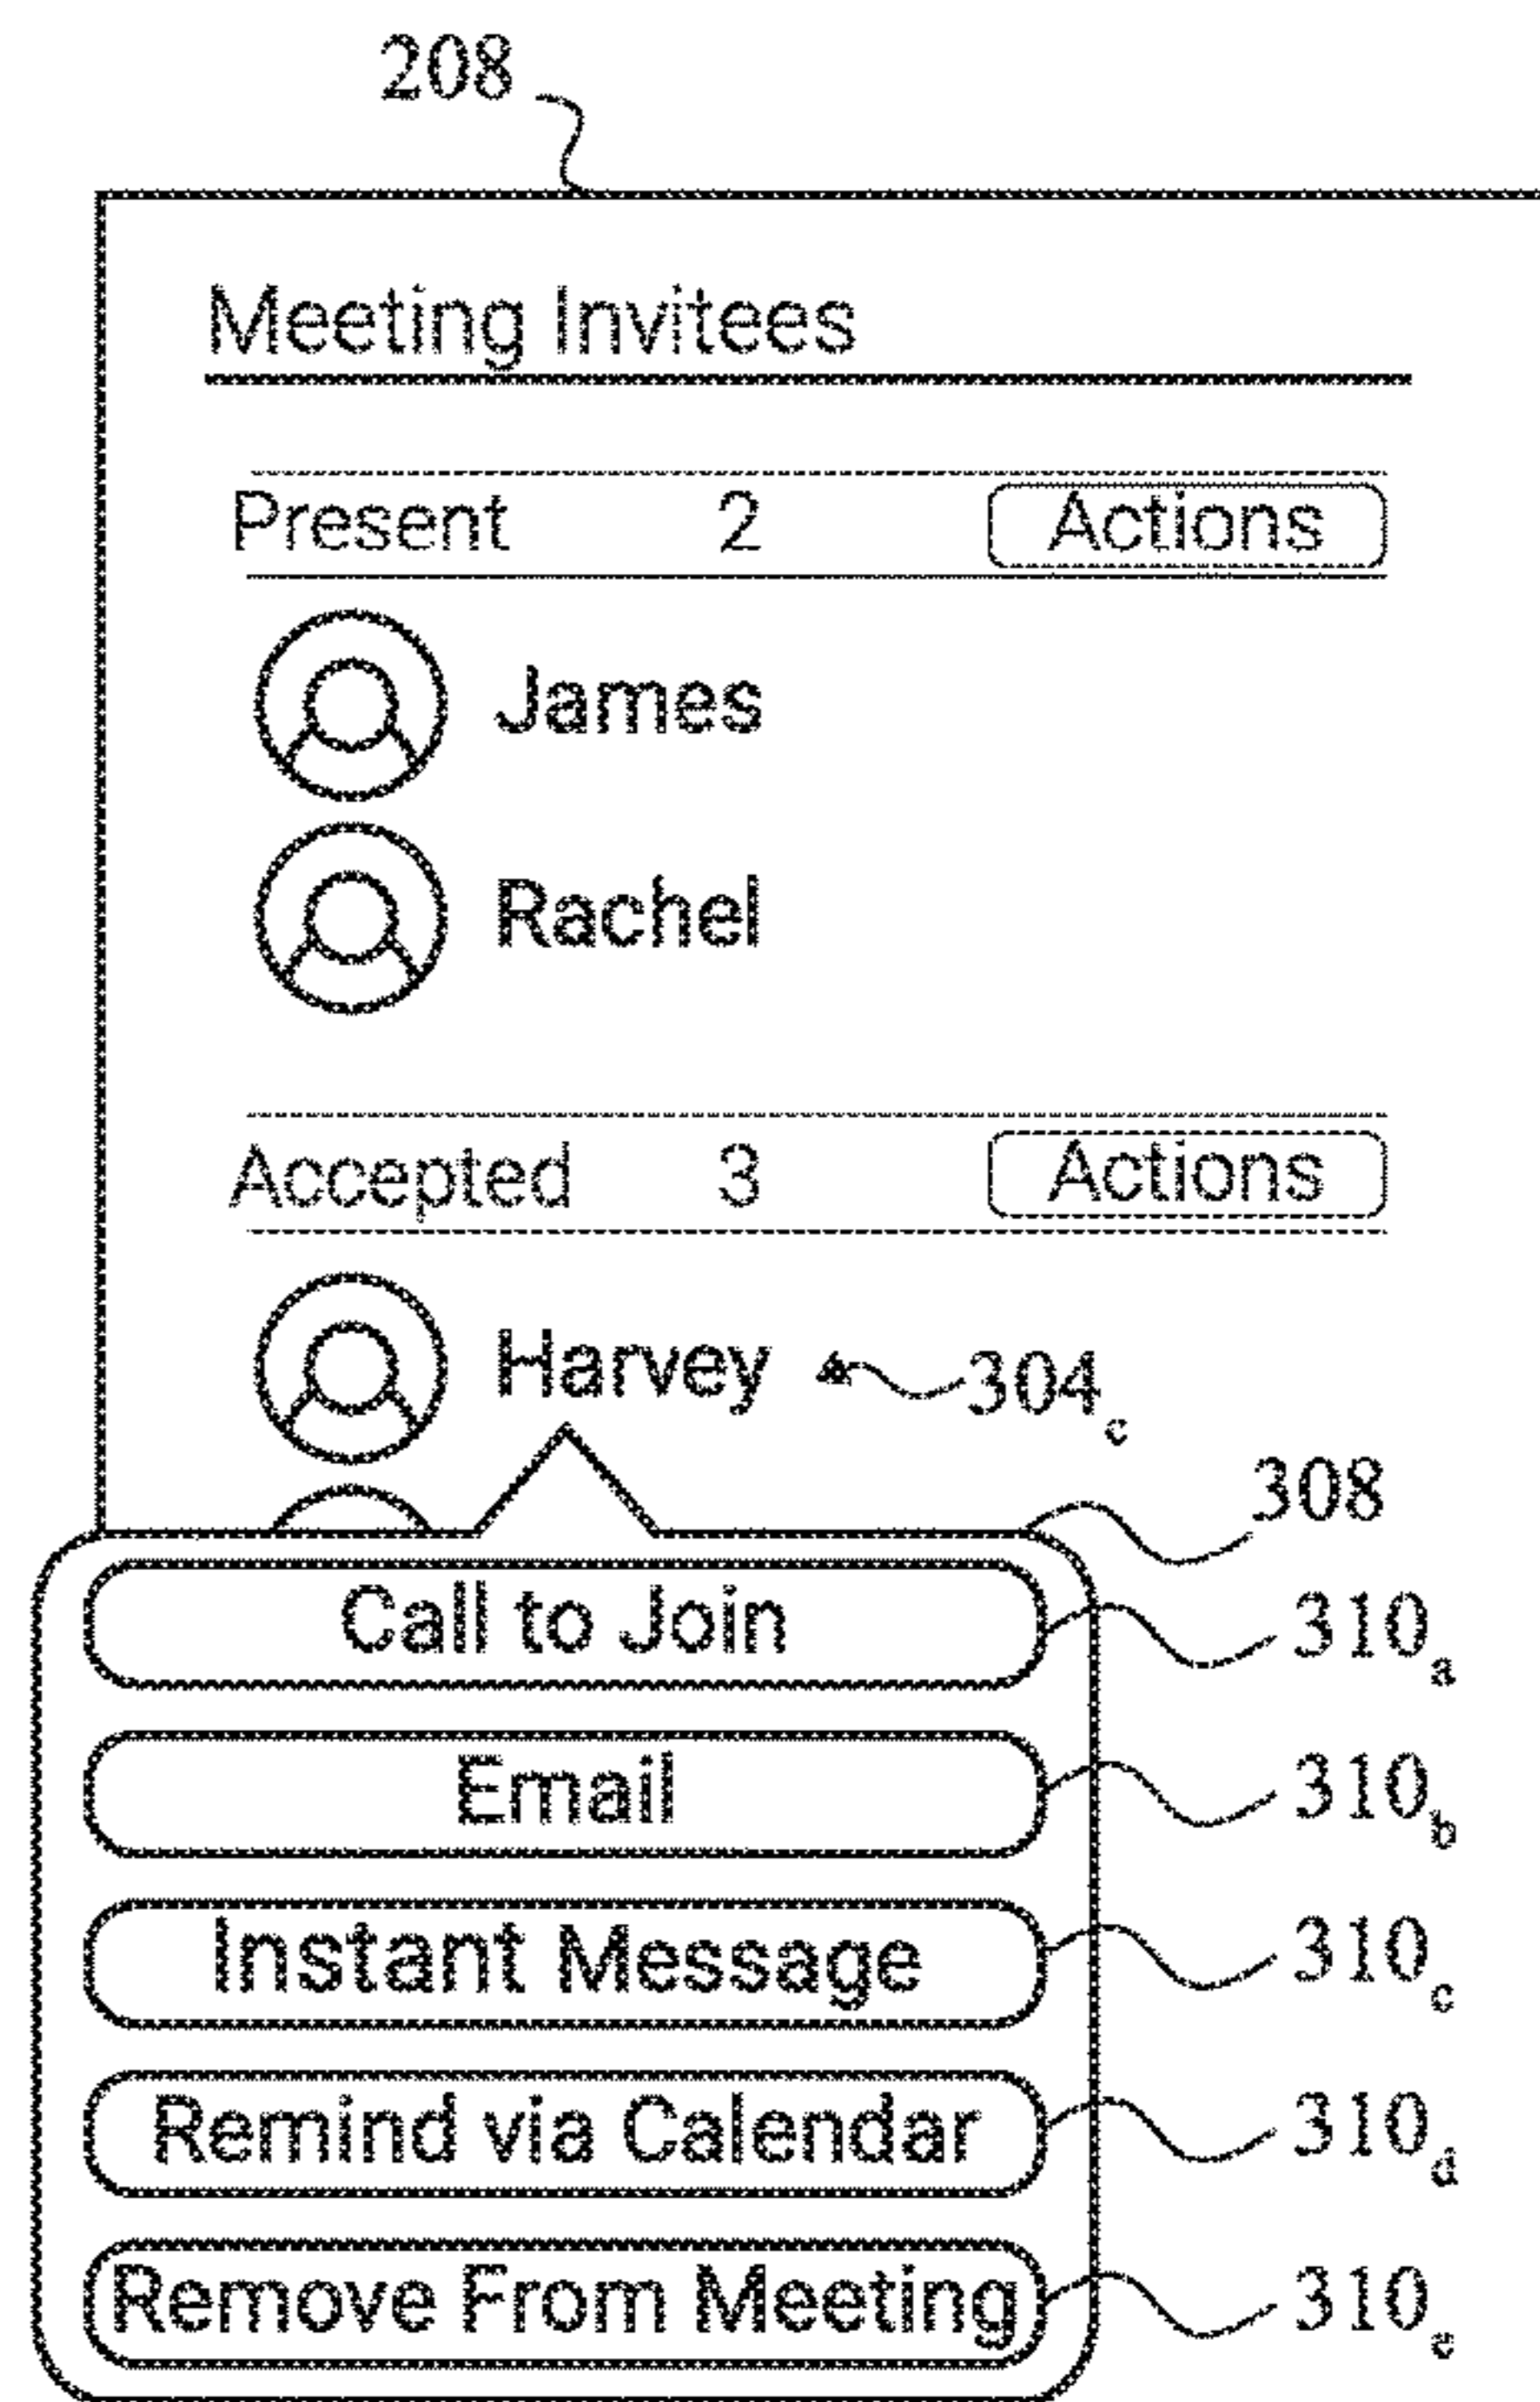 208
Meeting Invitees
Present 2 Actions
James
Rachel
Accepted 3 Actions
Harvey 304c
308
Call to Join 310a
Email 310b
Instant Message 310c
Remind via Calendar 310d
Remove From Meeting 310e